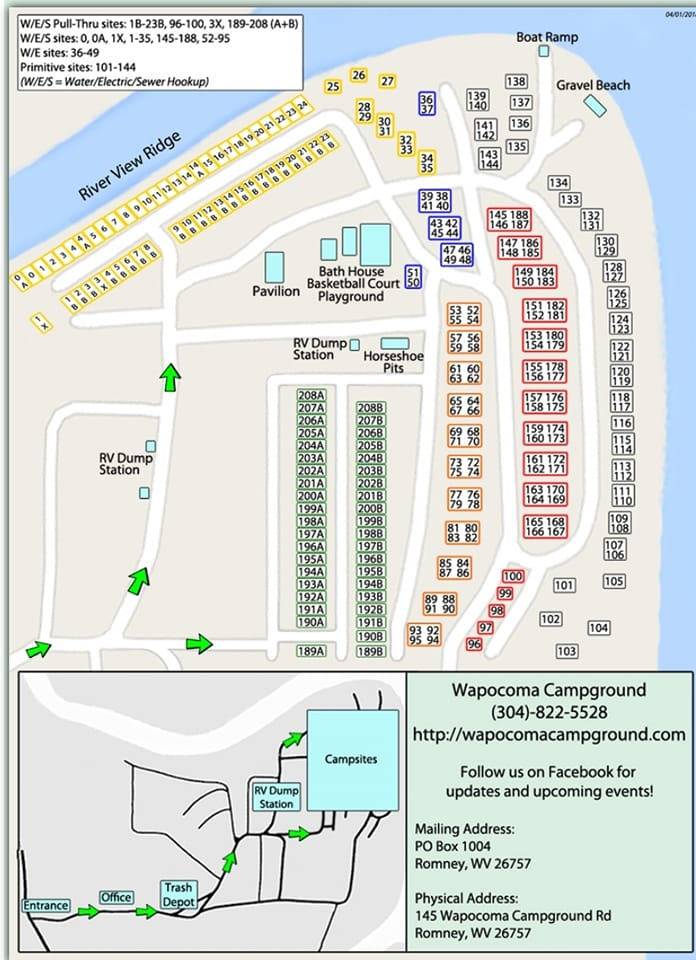 04/01/201
W/E/S Pull-Thru sites: 1B-23B, 96-100, 3X, 189-208 (A+B)
W/E/S sites: 0, 0A, 1X, 1-35, 145-188, 52-95
W/E sites: 36-49
Primitive sites: 101-144
(W/E/S = Water/Electric/Sewer Hookup)
Boat Ramp
Gravel Beach
River View Ridge
0 A
0
1
2
3
4
4 A
5
6
7
8
9
10
11
12
13
14
14 A
15
16
17
18
19
20
21
22
23
24
25
26
27
28
29
30
31
32
33
34
35
1 B
2 B
3 B
3 X
4 B
5 B
6 B
7 B
8 B
9 B
10 B
11 B
12 B
13 B
14 B
15 B
16 B
17 B
18 B
19 B
20 B
21 B
22 B
23 B
1 X
36
37
39 38
41 40
43 42
45 44
47 46
49 48
51
50
139
140
141
142
143
144
138
137
136
135
134
133
132
131
130
129
128
127
126
125
124
123
122
121
120
119
118
117
116
115
114
113
112
111
110
109
108
107
106
105
101
102
104
103
145 188
146 187
147 186
148 185
149 184
150 183
151 182
152 181
153 180
154 179
155 178
156 177
157 176
158 175
159 174
160 173
161 172
162 171
163 170
164 169
165 168
166 167
100
99
98
97
96
Pavilion
Bath House
Basketball Court
Playground
RV Dump
Station
Horseshoe
Pits
53 52
55 54
57 56
59 58
61 60
63 62
65 64
67 66
69 68
71 70
73 72
75 74
77 76
79 78
81 80
83 82
85 84
87 86
89 88
91 90
93 92
95 94
RV Dump
Station
208A
207A
206A
205A
204A
203A
202A
201A
200A
199A
198A
197A
196A
195A
194A
193A
192A
191A
190A
189A
208B
207B
206B
205B
204B
203B
202B
201B
200B
199B
198B
197B
196B
195B
194B
193B
192B
191B
190B
189B
Campsites
RV Dump
Station
Trash
Depot
Office
Entrance
Wapocoma Campground
(304)-822-5528
http://wapocomacampground.com
Follow us on Facebook for
updates and upcoming events!
Mailing Address:
PO Box 1004
Romney, WV 26757
Physical Address:
145 Wapocoma Campground Rd
Romney, WV 26757